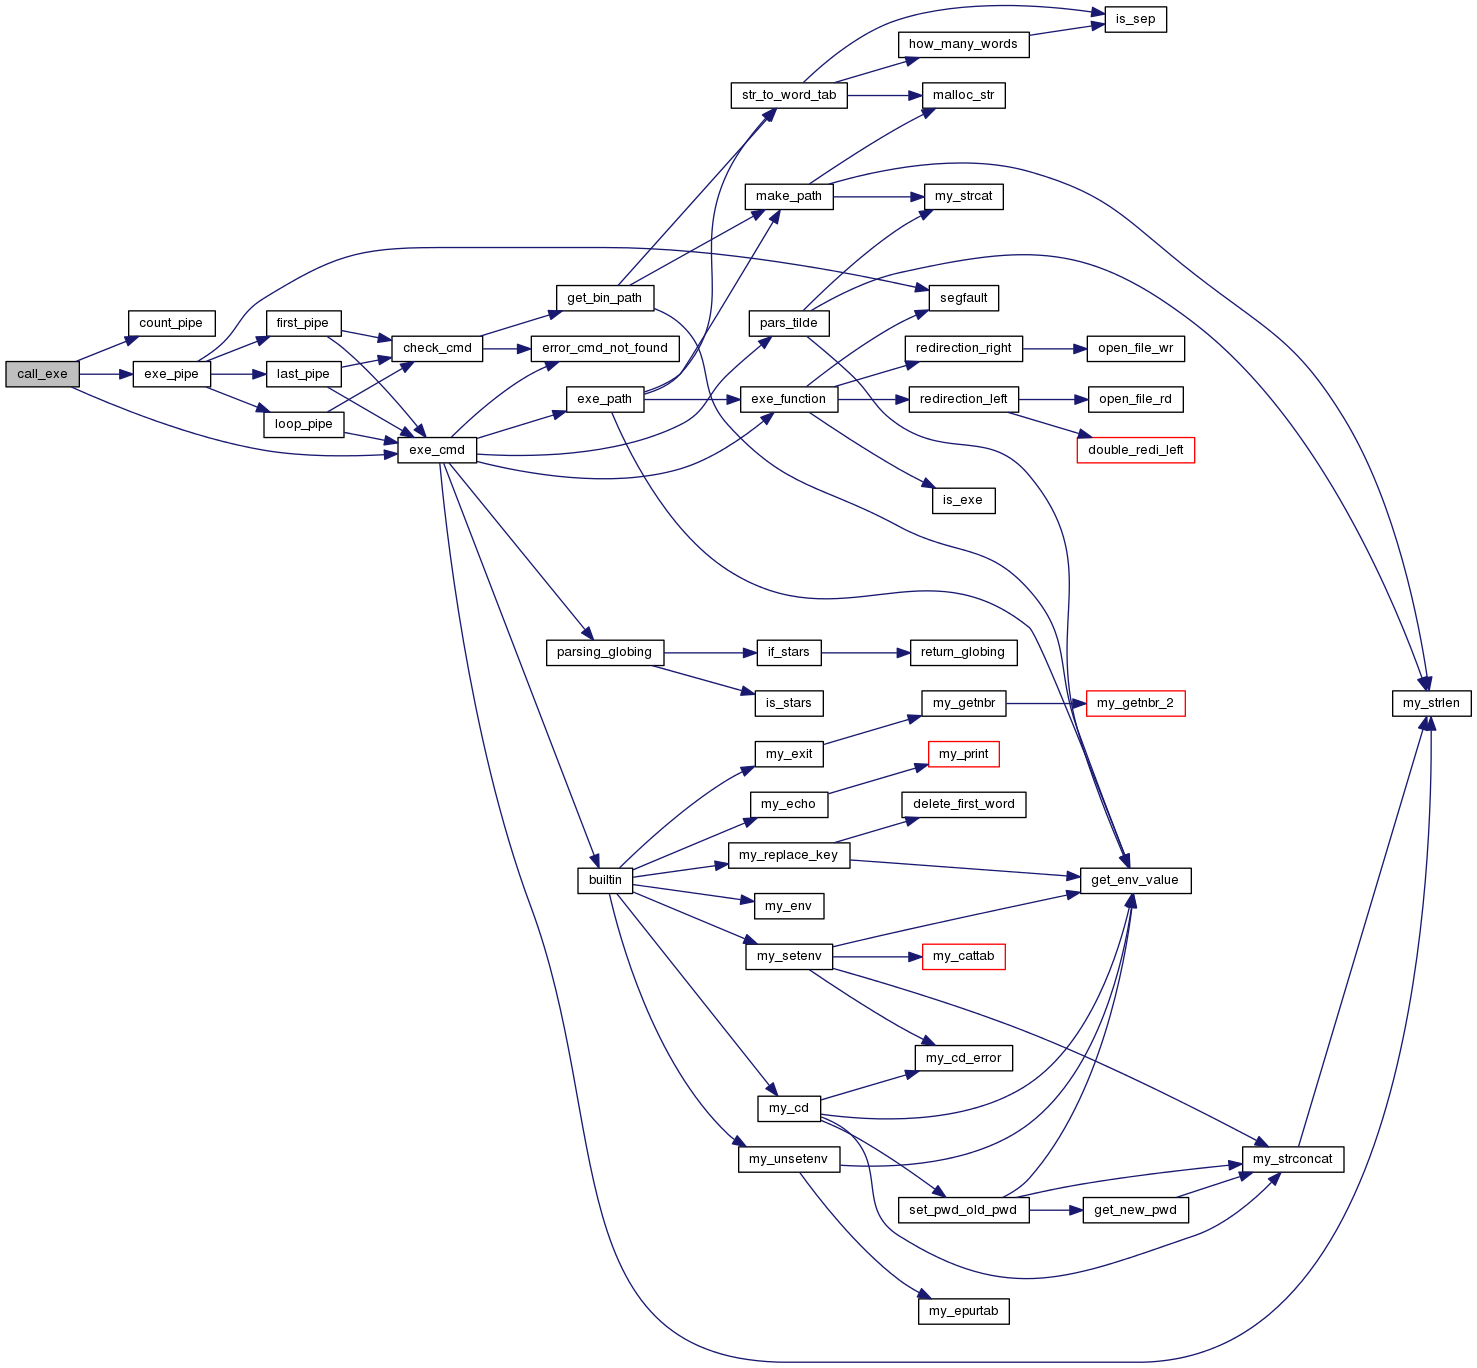 call_exe
count_pipe
exe_pipe
first_pipe
last_pipe
loop_pipe
check_cmd
exe_cmd
get_bin_path
error_cmd_not_found
exe_path
parsing_globing
builtin
str_to_word_tab
make_path
pars_tilde
exe_function
if_stars
is_stars
my_exit
my_echo
my_replace_key
my_env
my_setenv
my_cd
my_unsetenv
how_many_words
malloc_str
my_strcat
segfault
redirection_right
redirection_left
is_exe
return_globing
my_getnbr
my_print
delete_first_word
my_cattab
my_cd_error
set_pwd_old_pwd
my_epurtab
is_sep
open_file_wr
open_file_rd
double_redi_left
my_getnbr_2
get_env_value
get_new_pwd
my_strconcat
my_strlen